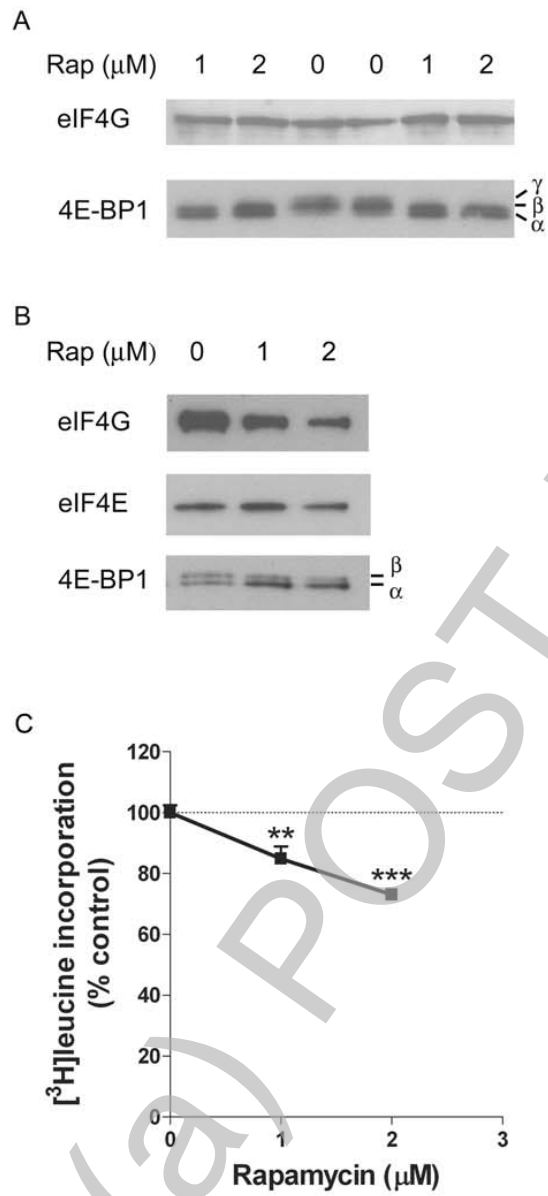 A
Rap (μM) 1 2 0 0 1 2
eIF4G
4E-BP1
γ
β
α
B
Rap (μM) 0 1 2
eIF4G
eIF4E
4E-BP1
β
α
C
[³H]leucine incorporation
(% control)
120
100
80
60
40
20
0
**
***
0 1 2 3
Rapamycin (μM)
(a) POST